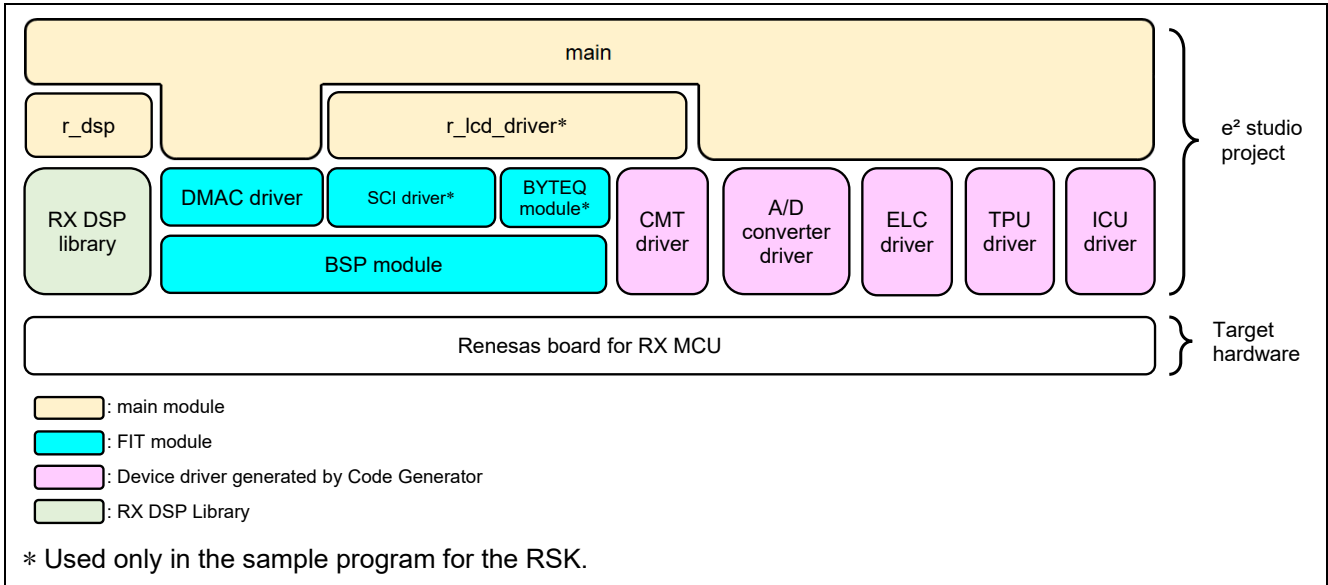 main
e² studio
project
r_dsp
r_lcd_driver*
RX DSP
library
DMAC driver
SCI driver*
BYTEQ
module*
BSP module
CMT
driver
A/D
converter
driver
ELC
driver
TPU
driver
ICU
driver
Renesas board for RX MCU
Target
hardware
: main module
: FIT module
: Device driver generated by Code Generator
: RX DSP Library
* Used only in the sample program for the RSK.